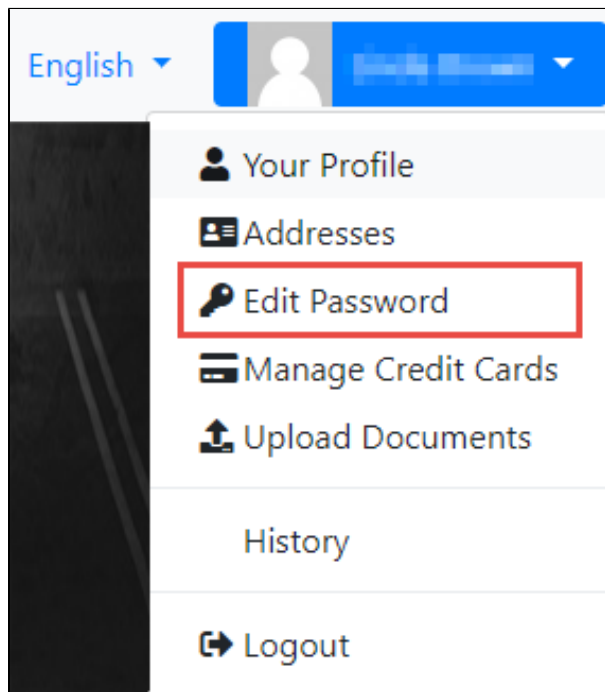 English
Your Profile
Addresses
Edit Password
Manage Credit Cards
Upload Documents
History
Logout